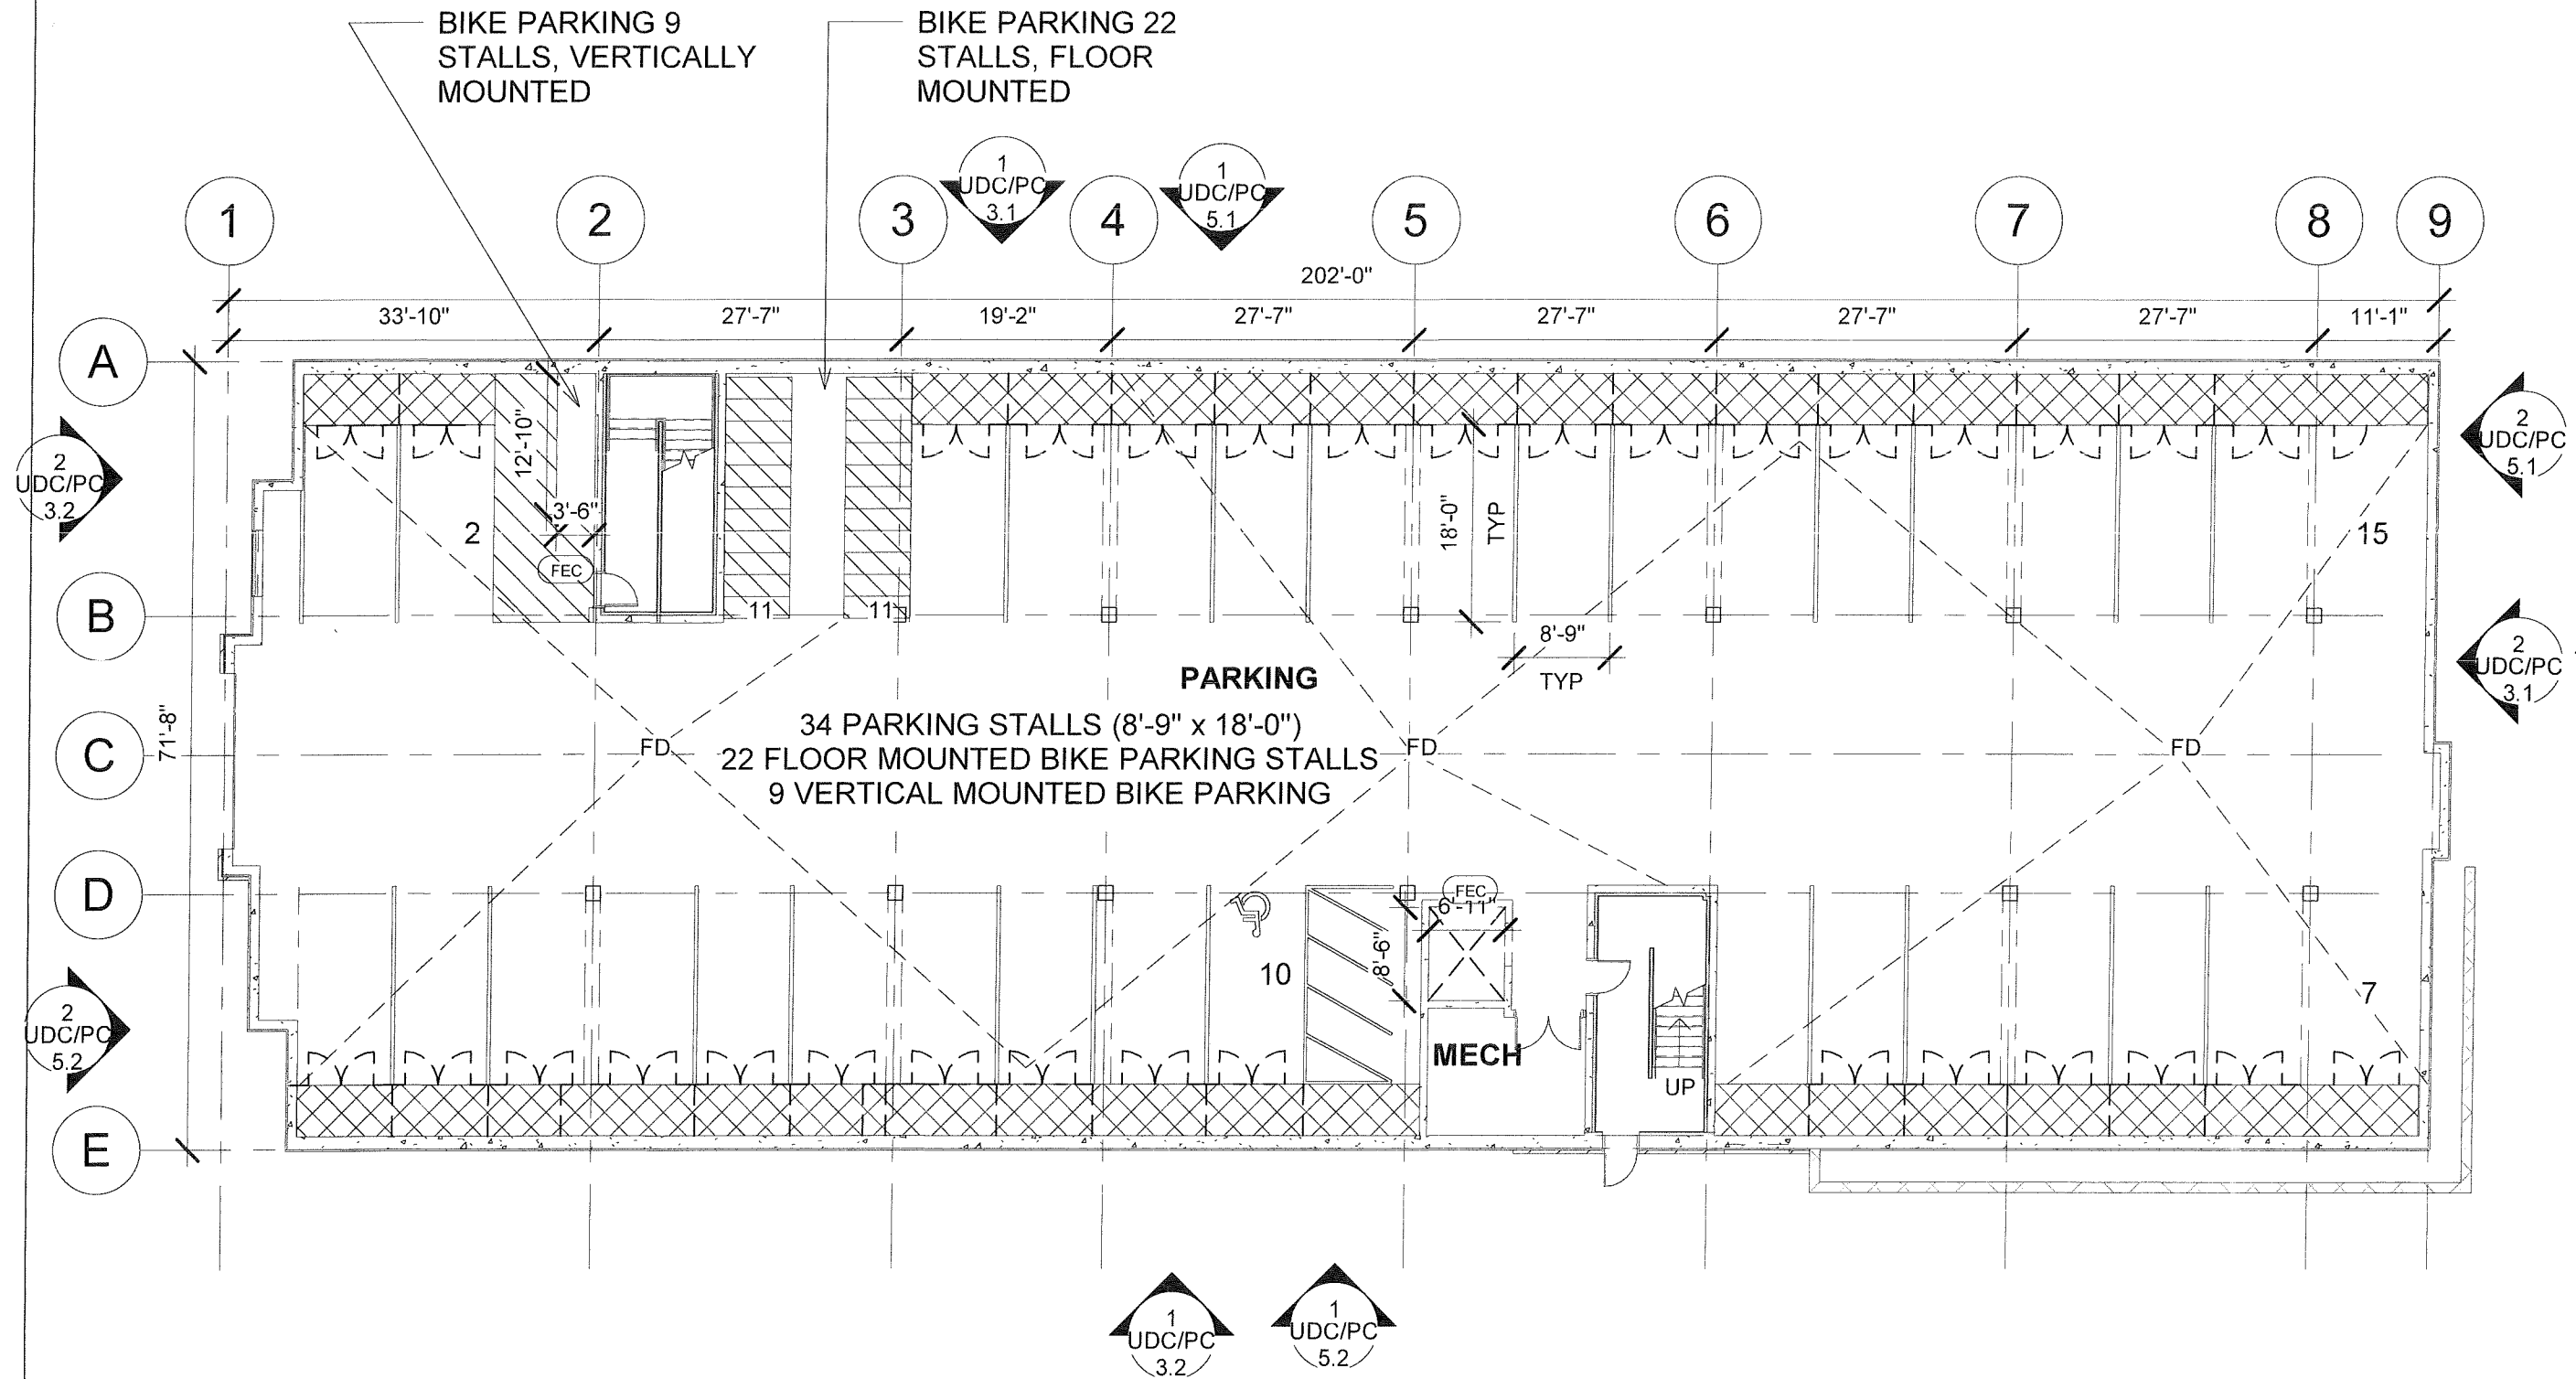 BIKE PARKING 9
STALLS, VERTICALLY
MOUNTED
BIKE PARKING 22
STALLS, FLOOR
MOUNTED
1
UDC/PC
3.1
1
UDC/PC
5.1
1
2
3
4
5
6
7
8
9
202'-0"
33'-10"
27'-7"
19'-2"
27'-7"
27'-7"
27'-7"
27'-7"
11'-1"
A
B
C
D
E
71'-8"
2
UDC/PC
3.2
2
UDC/PC
5.2
2
UDC/PC
5.1
2
UDC/PC
3.1
12'-10"
3'-6"
2
FEC
11
11
18'-0"
TYP
15
8'-9"
TYP
PARKING
34 PARKING STALLS (8'-9" x 18'-0")
22 FLOOR MOUNTED BIKE PARKING STALLS
9 VERTICAL MOUNTED BIKE PARKING
FD
FD
FD
FEC
6'-11"
8'-6"
10
7
MECH
UP
1
UDC/PC
3.2
1
UDC/PC
5.2